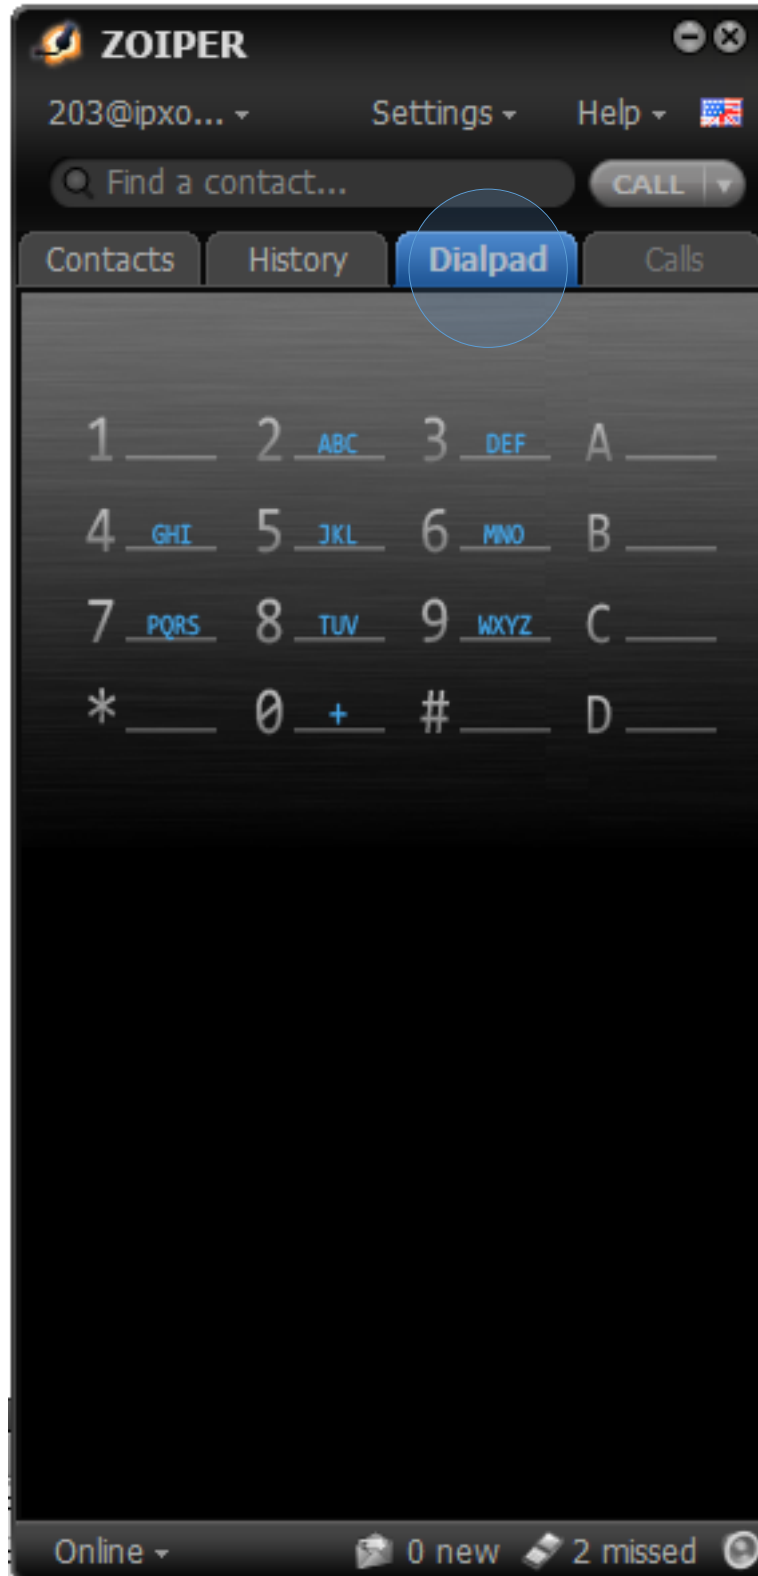 ZOIPER
203@ipxo... Settings Help
Find a contact... CALL
Contacts History Dialpad Calls
1 2 ABC 3 DEF A
4 GHI 5 JKL 6 MNO B
7 PQRS 8 TUV 9 WXYZ C
* 0 + # D
Online 0 new 2 missed